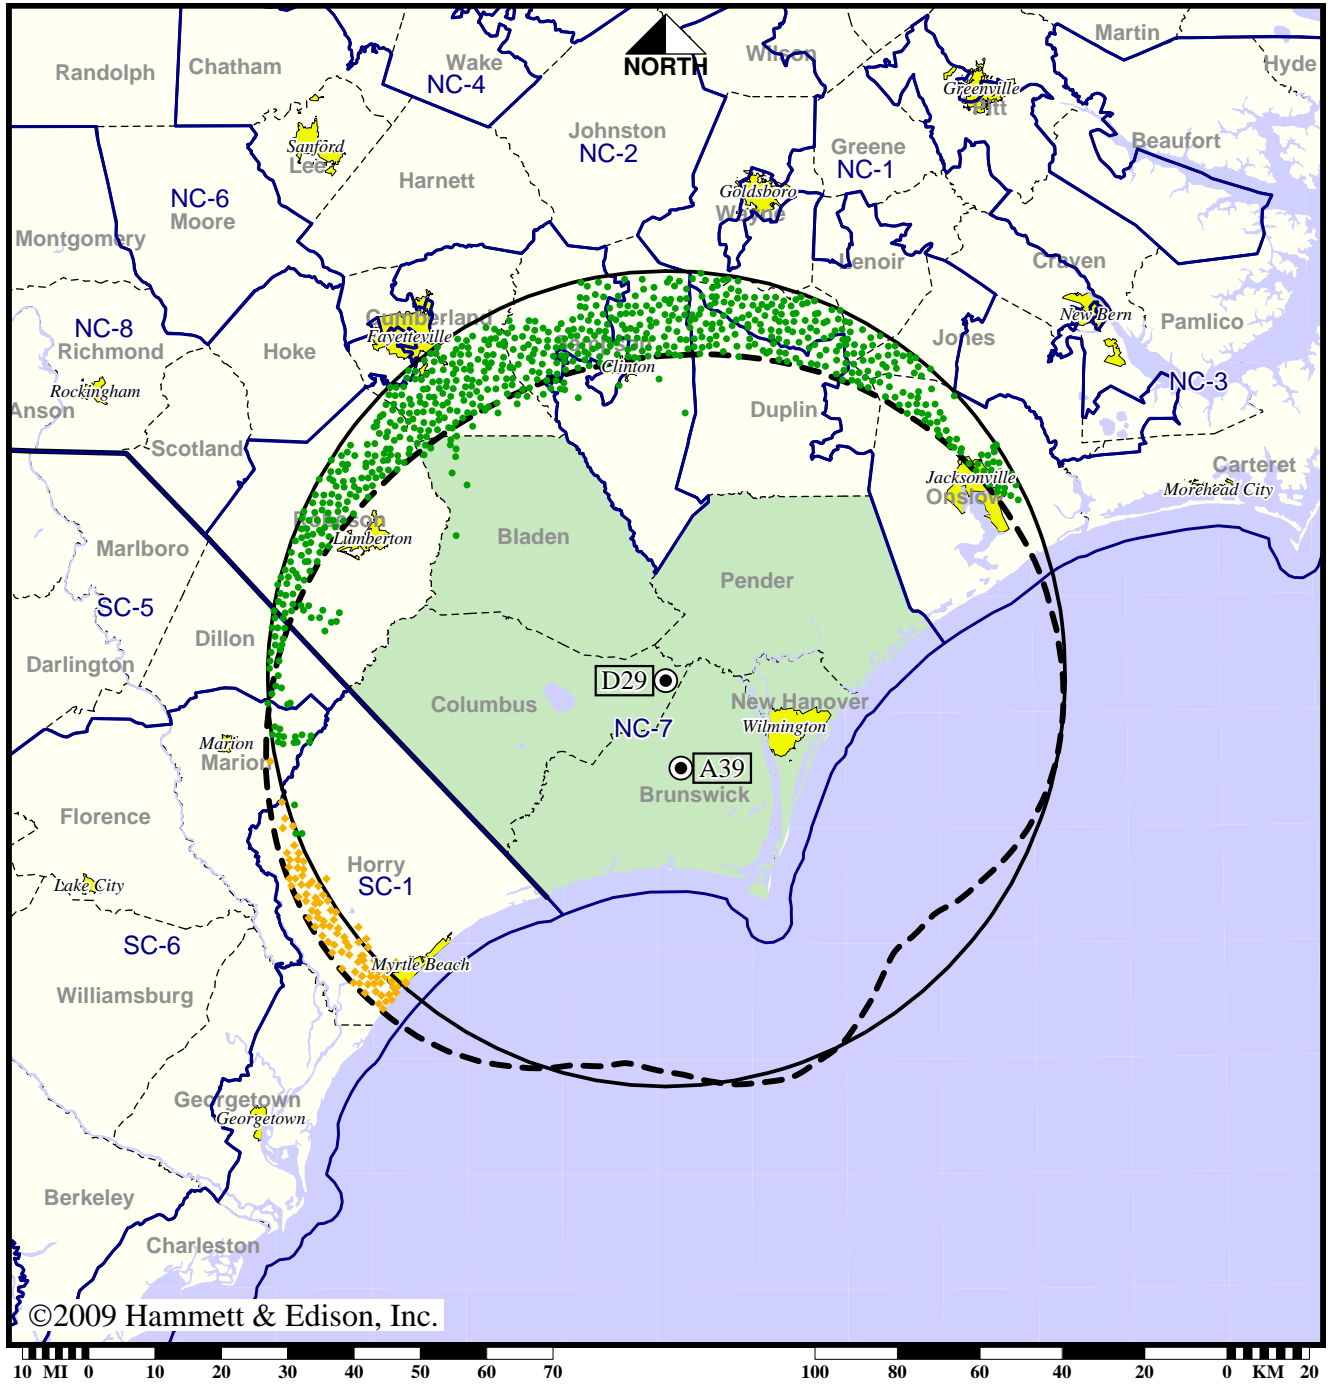 Martin
Wilson
Wake
Hyde
Chatham
Randolph
NORTH
NC-4
Greenville
Pitt
Johnston
Beaufort
Sanford
Greene
NC-2
Lee
NC-1
Harnett
Goldsboro
NC-6
Wayne
Moore
Montgomery
Craven
Lenoir
New Bern
Cumberland
Pamlico
NC-8
Fayetteville
Jones
Richmond
Hoke
Sampson
Clinton
NC-3
Rockingham
Anson
Duplin
Scotland
Carteret
Jacksonville
Morehead City
Onslow
Robeson
Lumberton
Bladen
Marlboro
Pender
SC-5
Dillon
Darlington
D29
New Hanover
Columbus
Wilmington
NC-7
Marion
Marion
A39
Brunswick
Florence
Horry
SC-1
Lake City
SC-6
Myrtle Beach
Williamsburg
Georgetown
Georgetown
Berkeley
Charleston
©2009 Hammett & Edison, Inc.
10 MI 0 10 20 30 40 50 60 70 100 80 60 40 20 0 KM 20